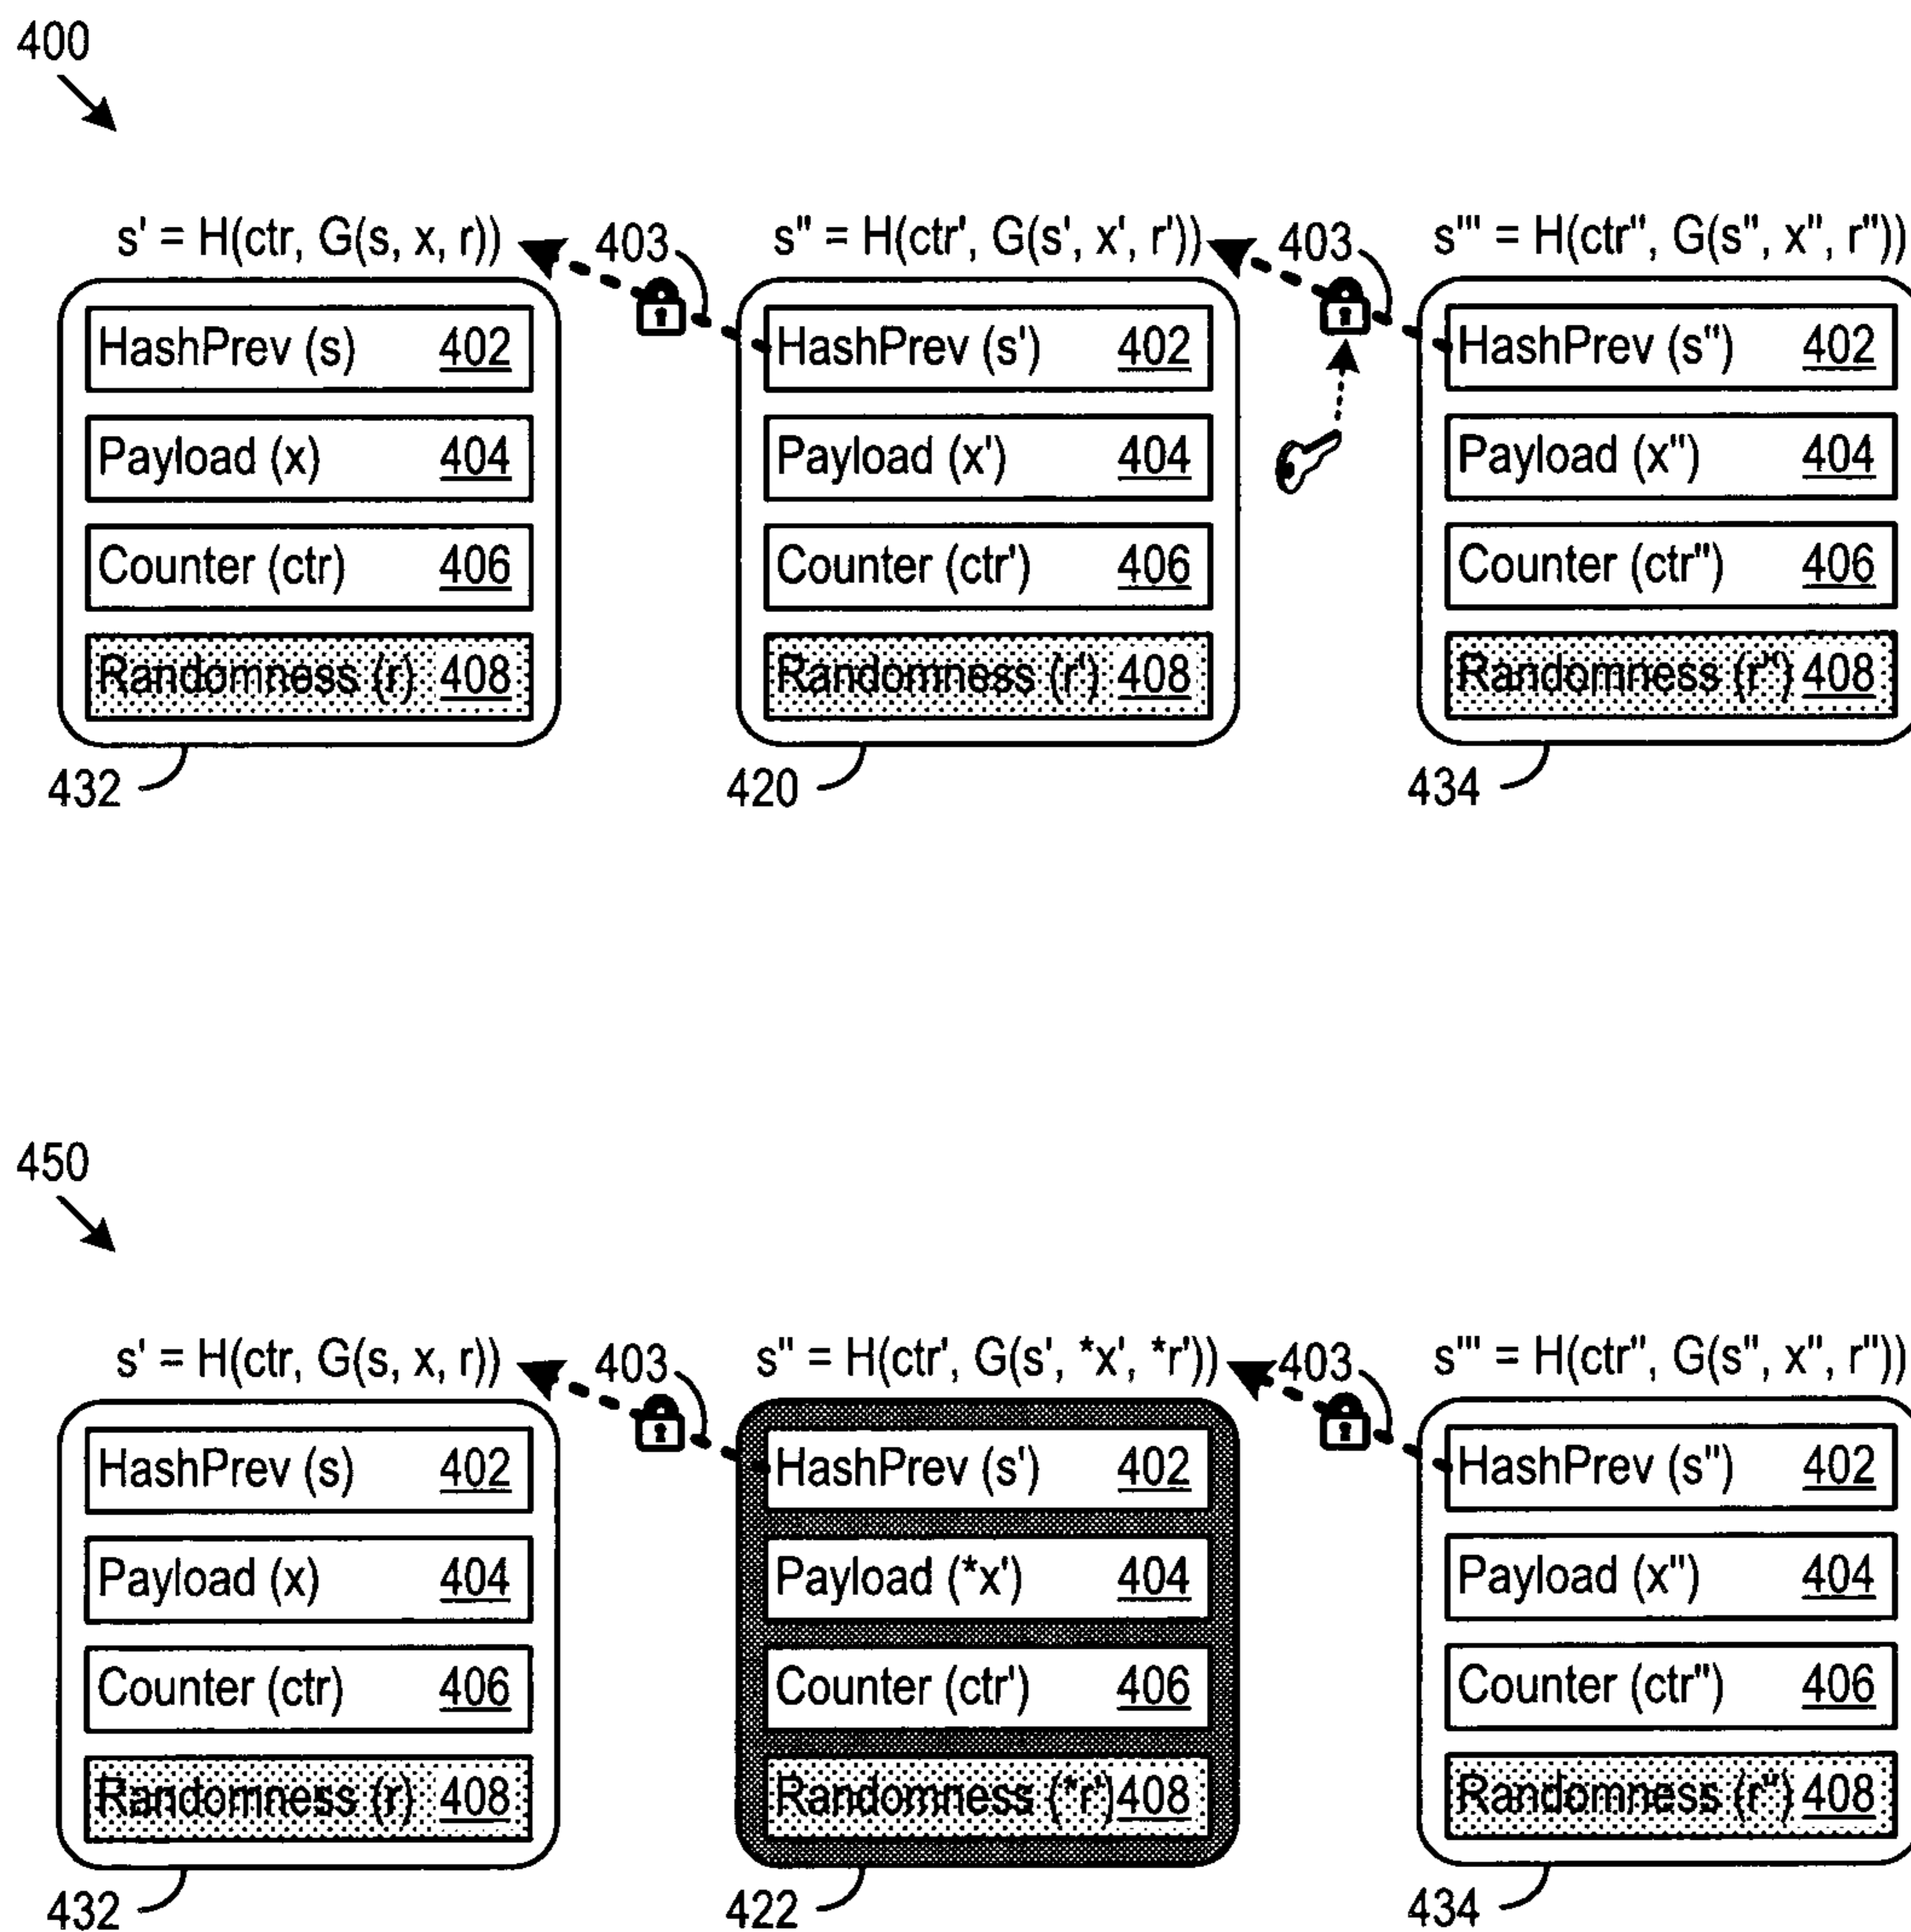 400
s' = H(ctr, G(s, x, r))
403
s'' = H(ctr', G(s', x', r'))
403
s''' = H(ctr'', G(s'', x'', r''))
HashPrev (s) 402
HashPrev (s') 402
HashPrev (s'') 402
Payload (x) 404
Payload (x') 404
Payload (x'') 404
Counter (ctr) 406
Counter (ctr') 406
Counter (ctr'') 406
Randomness (r) 408
Randomness (r') 408
Randomness (r'') 408
432
420
434
450
s' = H(ctr, G(s, x, r))
403
s'' = H(ctr', G(s', *x', *r'))
403
s''' = H(ctr'', G(s'', x'', r''))
HashPrev (s) 402
HashPrev (s') 402
HashPrev (s'') 402
Payload (x) 404
Payload (*x') 404
Payload (x'') 404
Counter (ctr) 406
Counter (ctr') 406
Counter (ctr'') 406
Randomness (r) 408
Randomness (*r') 408
Randomness (r'') 408
432
422
434